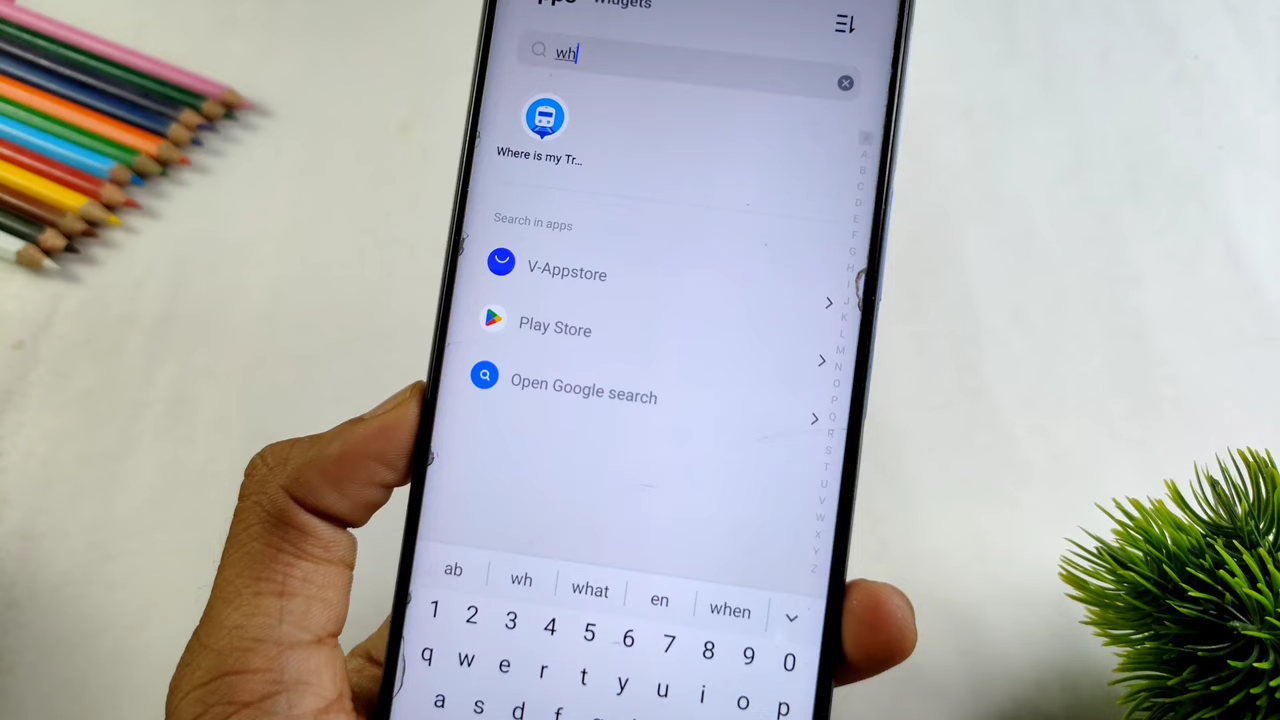 Apps Widgets
wh
Where is my Tr...
Search in apps
V-Appstore
Play Store
Open Google search
A
B
C
D
E
F
G
H
I
J
K
L
M
N
O
P
Q
R
S
T
U
V
W
X
Y
Z
ab wh what en when
1 2 3 4 5 6 7 8 9 0
q w e r t y u i o p
a s d f